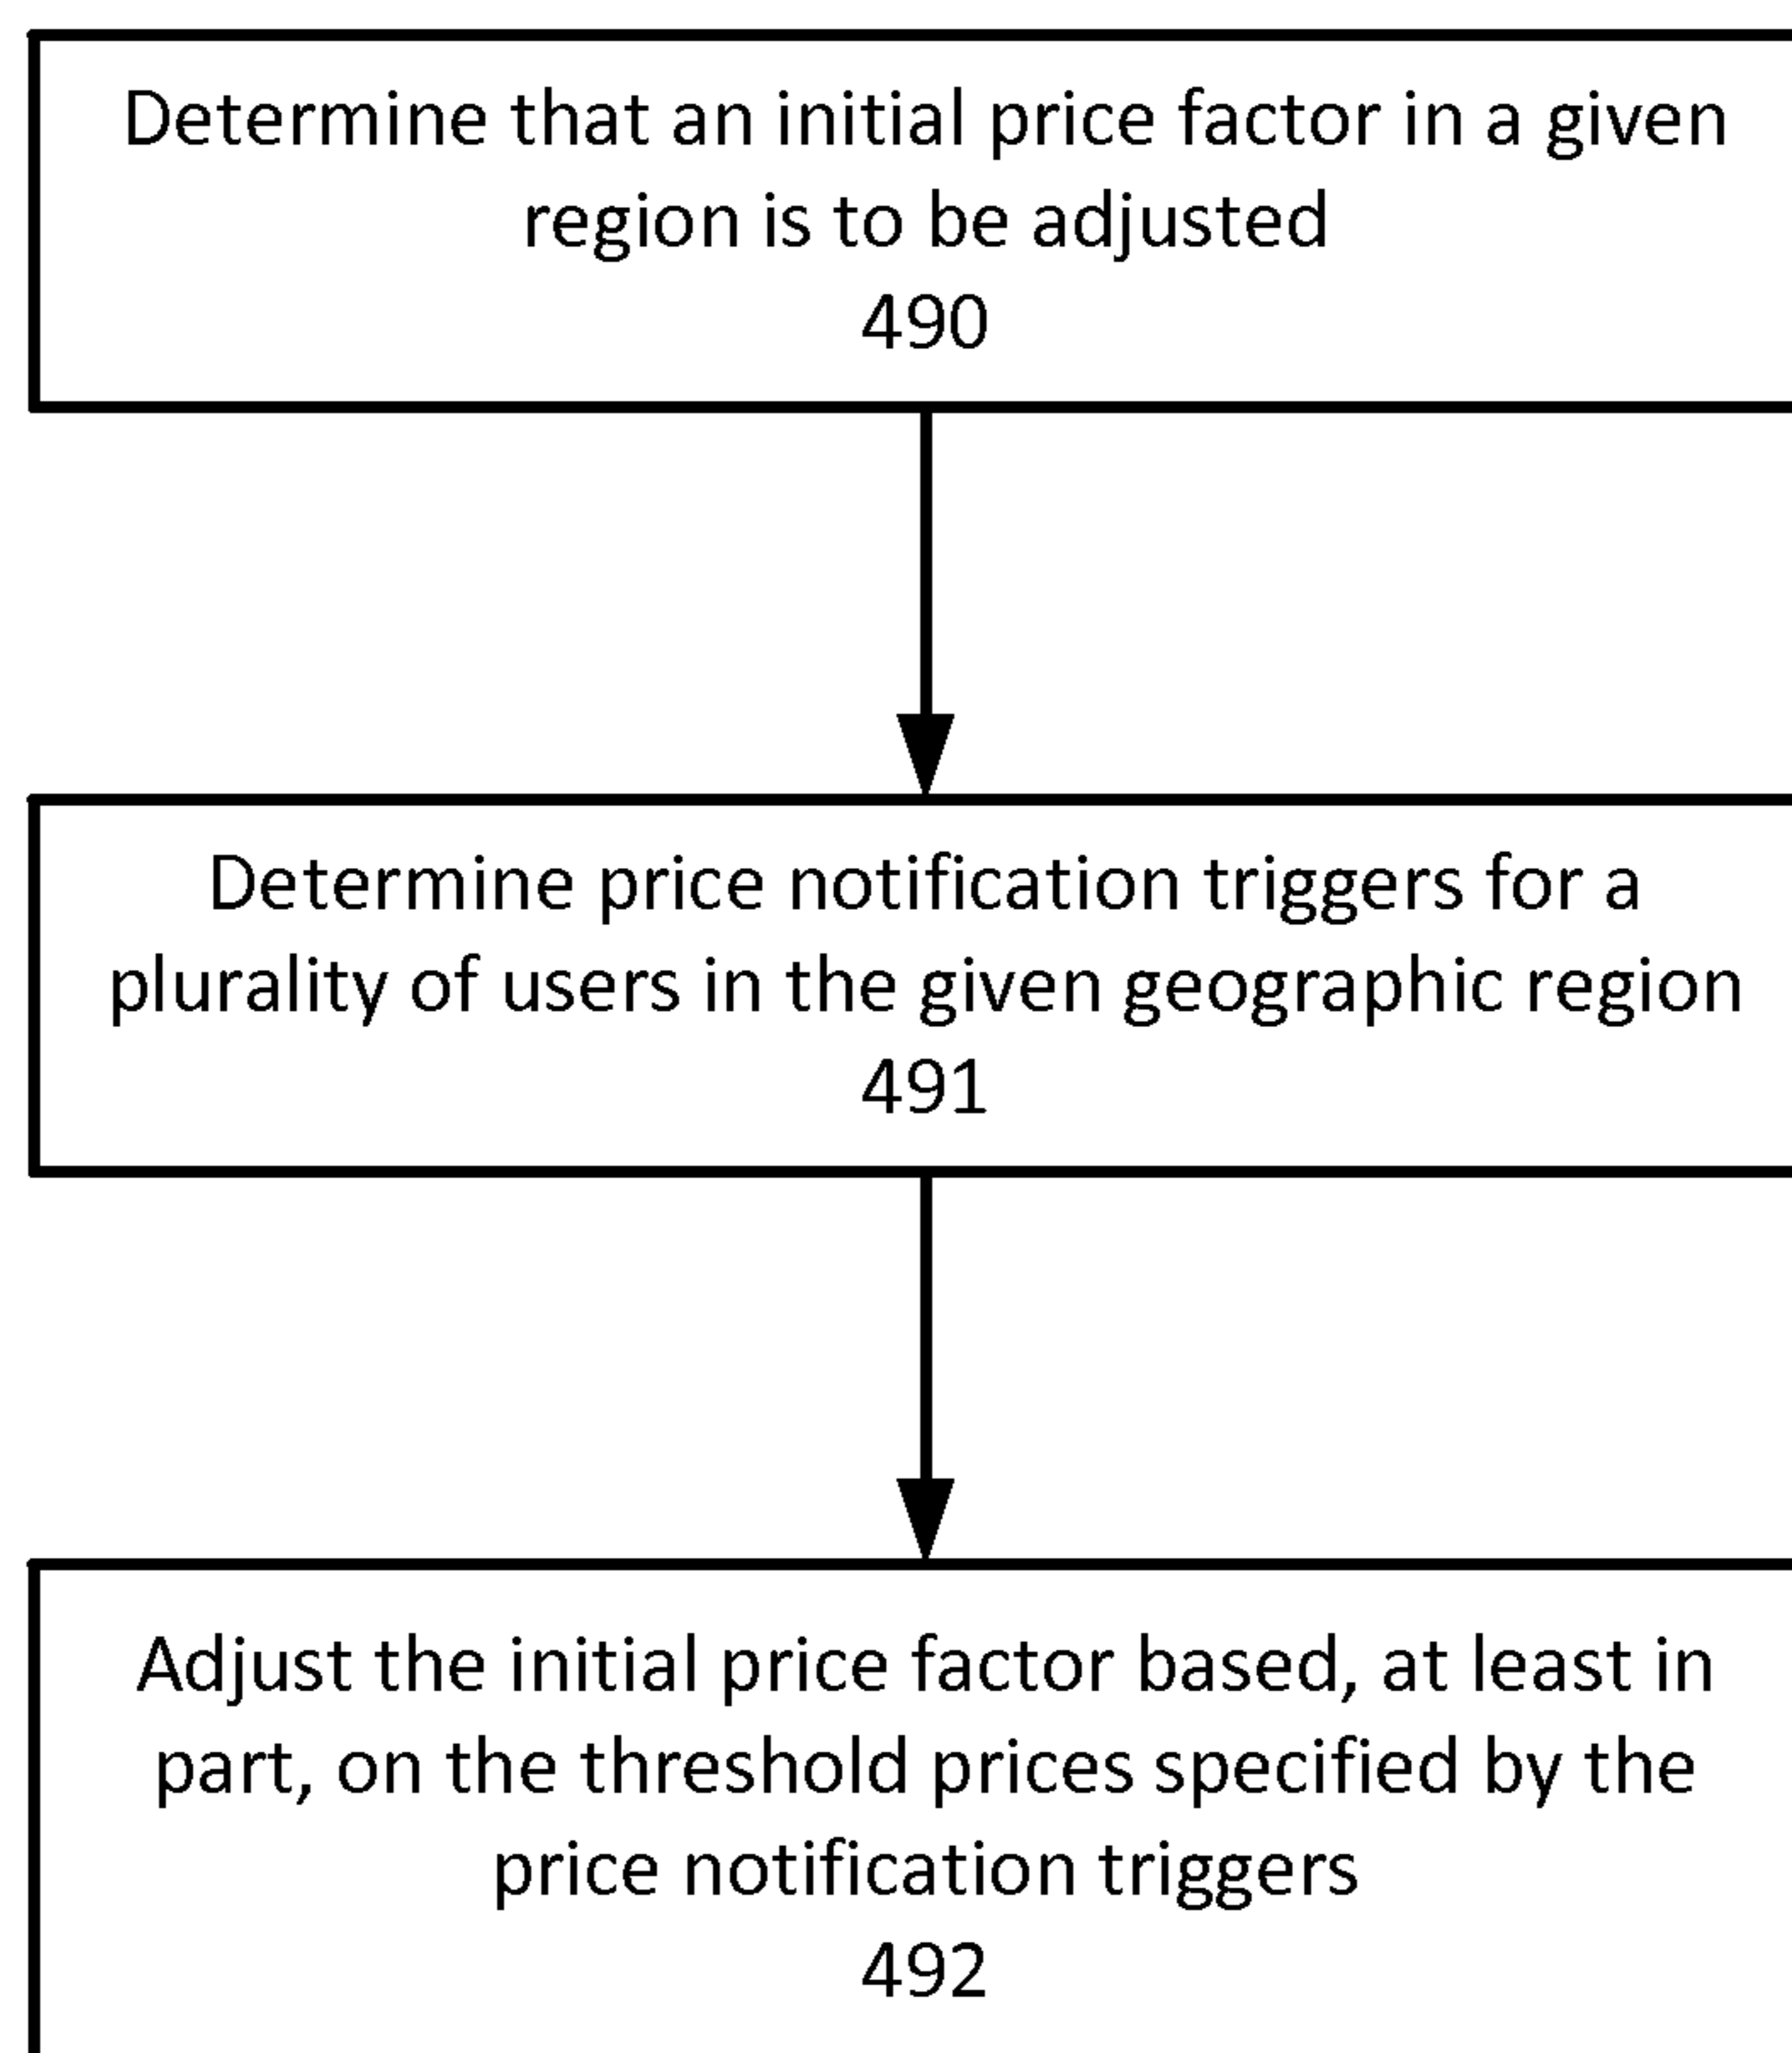 Determine that an initial price factor in a given
region is to be adjusted
490
Determine price notification triggers for a
plurality of users in the given geographic region
491
Adjust the initial price factor based, at least in
part, on the threshold prices specified by the
price notification triggers
492